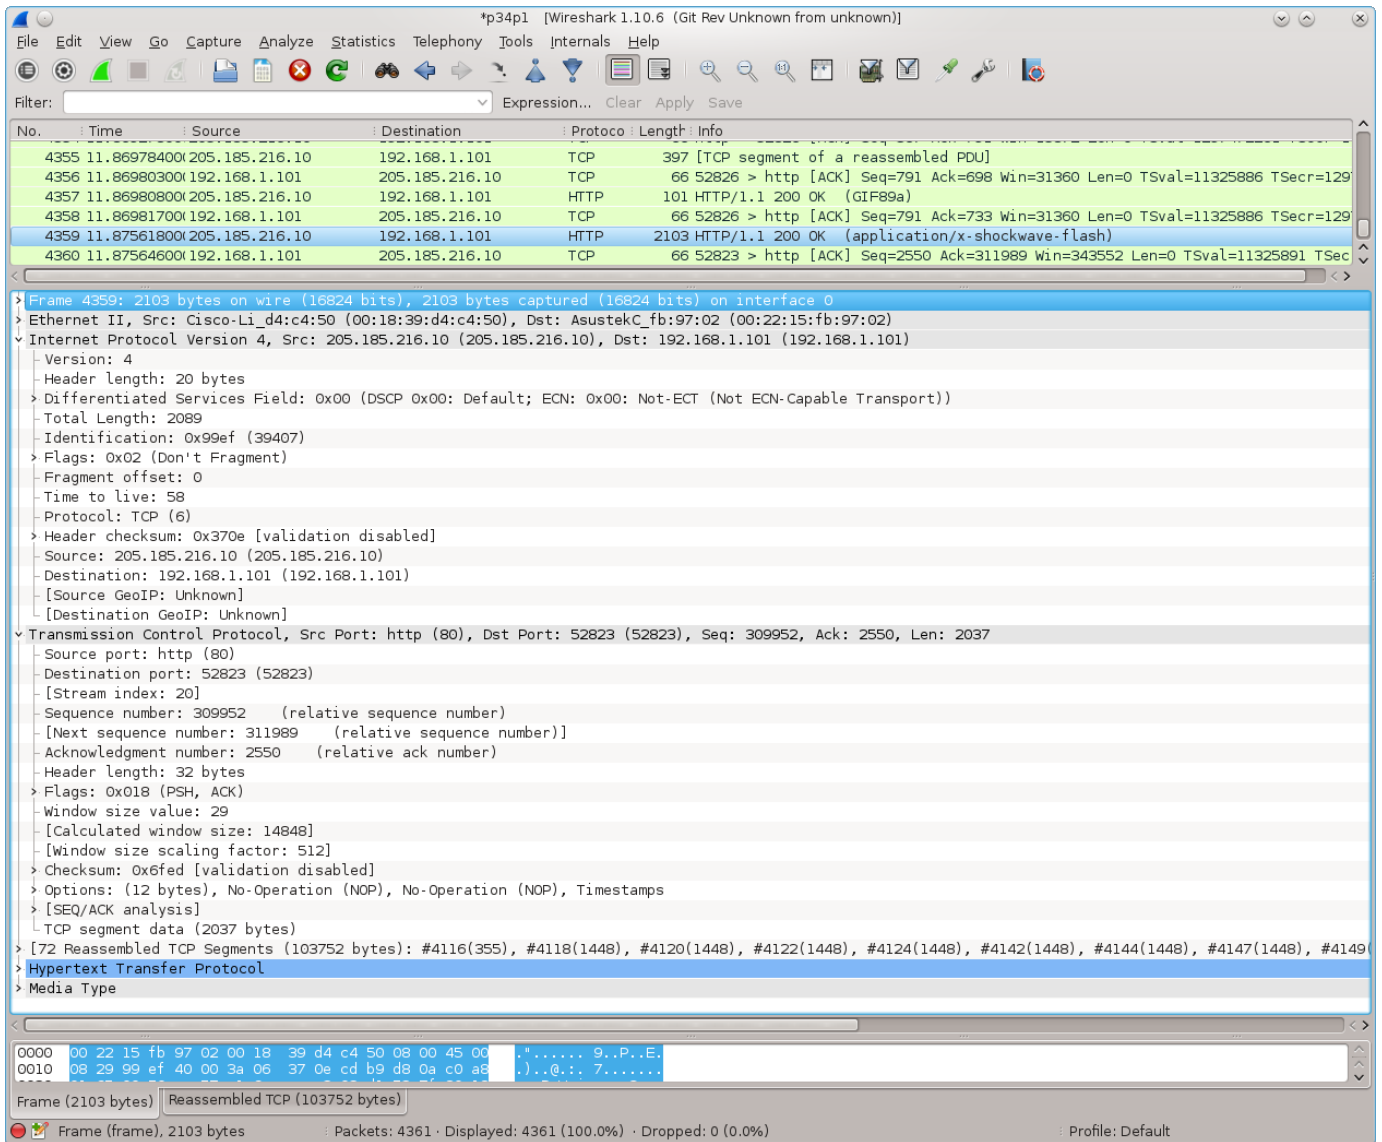 *p34p1 [Wireshark 1.10.6 (Git Rev Unknown from unknown)]
File Edit View Go Capture Analyze Statistics Telephony Tools Internals Help
Filter: Expression... Clear Apply Save
No. Time Source Destination Protoco Length Info
4355 11.869784000 205.185.216.10 192.168.1.101 TCP 397 [TCP segment of a reassembled PDU]
4356 11.86980300( 192.168.1.101 205.185.216.10 TCP 66 52826 > http [ACK] Seq=791 Ack=698 Win=31360 Len=0 TSval=11325886 TSecr=129
4357 11.86980800( 205.185.216.10 192.168.1.101 HTTP 101 HTTP/1.1 200 OK (GIF89a)
4358 11.86981700( 192.168.1.101 205.185.216.10 TCP 66 52826 > http [ACK] Seq=791 Ack=733 Win=31360 Len=0 TSval=11325886 TSecr=129
4359 11.87561800( 205.185.216.10 192.168.1.101 HTTP 2103 HTTP/1.1 200 OK (application/x-shockwave-flash)
4360 11.87564600( 192.168.1.101 205.185.216.10 TCP 66 52823 > http [ACK] Seq=2550 Ack=311989 Win=343552 Len=0 TSval=11325891 TSec
Frame 4359: 2103 bytes on wire (16824 bits), 2103 bytes captured (16824 bits) on interface 0
Ethernet II, Src: Cisco-Li_d4:c4:50 (00:18:39:d4:c4:50), Dst: AsustekC_fb:97:02 (00:22:15:fb:97:02)
Internet Protocol Version 4, Src: 205.185.216.10 (205.185.216.10), Dst: 192.168.1.101 (192.168.1.101)
Version: 4
Header length: 20 bytes
Differentiated Services Field: 0x00 (DSCP 0x00: Default; ECN: 0x00: Not-ECT (Not ECN-Capable Transport))
Total Length: 2089
Identification: 0x99ef (39407)
Flags: 0x02 (Don't Fragment)
Fragment offset: 0
Time to live: 58
Protocol: TCP (6)
Header checksum: 0x370e [validation disabled]
Source: 205.185.216.10 (205.185.216.10)
Destination: 192.168.1.101 (192.168.1.101)
[Source GeoIP: Unknown]
[Destination GeoIP: Unknown]
Transmission Control Protocol, Src Port: http (80), Dst Port: 52823 (52823), Seq: 309952, Ack: 2550, Len: 2037
Source port: http (80)
Destination port: 52823 (52823)
[Stream index: 20]
Sequence number: 309952 (relative sequence number)
[Next sequence number: 311989 (relative sequence number)]
Acknowledgment number: 2550 (relative ack number)
Header length: 32 bytes
Flags: 0x018 (PSH, ACK)
Window size value: 29
[Calculated window size: 14848]
[Window size scaling factor: 512]
Checksum: 0x6fed [validation disabled]
Options: (12 bytes), No-Operation (NOP), No-Operation (NOP), Timestamps
[SEQ/ACK analysis]
TCP segment data (2037 bytes)
[72 Reassembled TCP Segments (103752 bytes): #4116(355), #4118(1448), #4120(1448), #4122(1448), #4124(1448), #4142(1448), #4144(1448), #4147(1448), #4149(
Hypertext Transfer Protocol
Media Type
0000 00 22 15 fb 97 02 00 18 39 d4 c4 50 08 00 45 00 ."...... 9..P..E.
0010 08 29 99 ef 40 00 3a 06 37 0e cd b9 d8 0a c0 a8 .)..@.:. 7.......
Frame (2103 bytes) Reassembled TCP (103752 bytes)
Frame (frame), 2103 bytes Packets: 4361 · Displayed: 4361 (100.0%) · Dropped: 0 (0.0%) Profile: Default